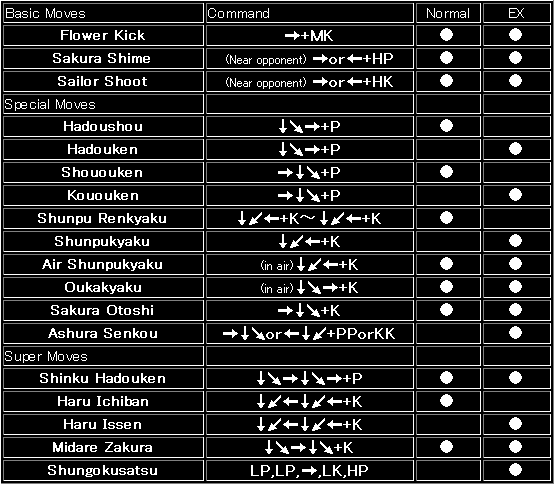 Basic Moves Command Normal EX
Flower Kick →+MK ● ●
Sakura Shime (Near opponent) →or←+HP ● ●
Sailor Shoot (Near opponent) →or←+HK ● ●
Special Moves
Hadoushou ↓↘→+P ●
Hadouken ↓↘→+P ●
Shououken →↓↘+P ●
Kououken →↓↘+P ●
Shunpu Renkyaku ↓↙←+K～↓↙←+K ●
Shunpukyaku ↓↙←+K ●
Air Shunpukyaku (in air)↓↙←+K ● ●
Oukakyaku (in air)↓↘→+K ● ●
Sakura Otoshi →↓↘+K ● ●
Ashura Senkou →↓↘or←↓↙+PPorKK ●
Super Moves
Shinku Hadouken ↓↘→↓↘→+P ● ●
Haru Ichiban ↓↙←↓↙←+K ●
Haru Issen ↓↙←↓↙←+K ●
Midare Zakura ↓↘→↓↘+K ● ●
Shungokusatsu LP,LP,→,LK,HP ●